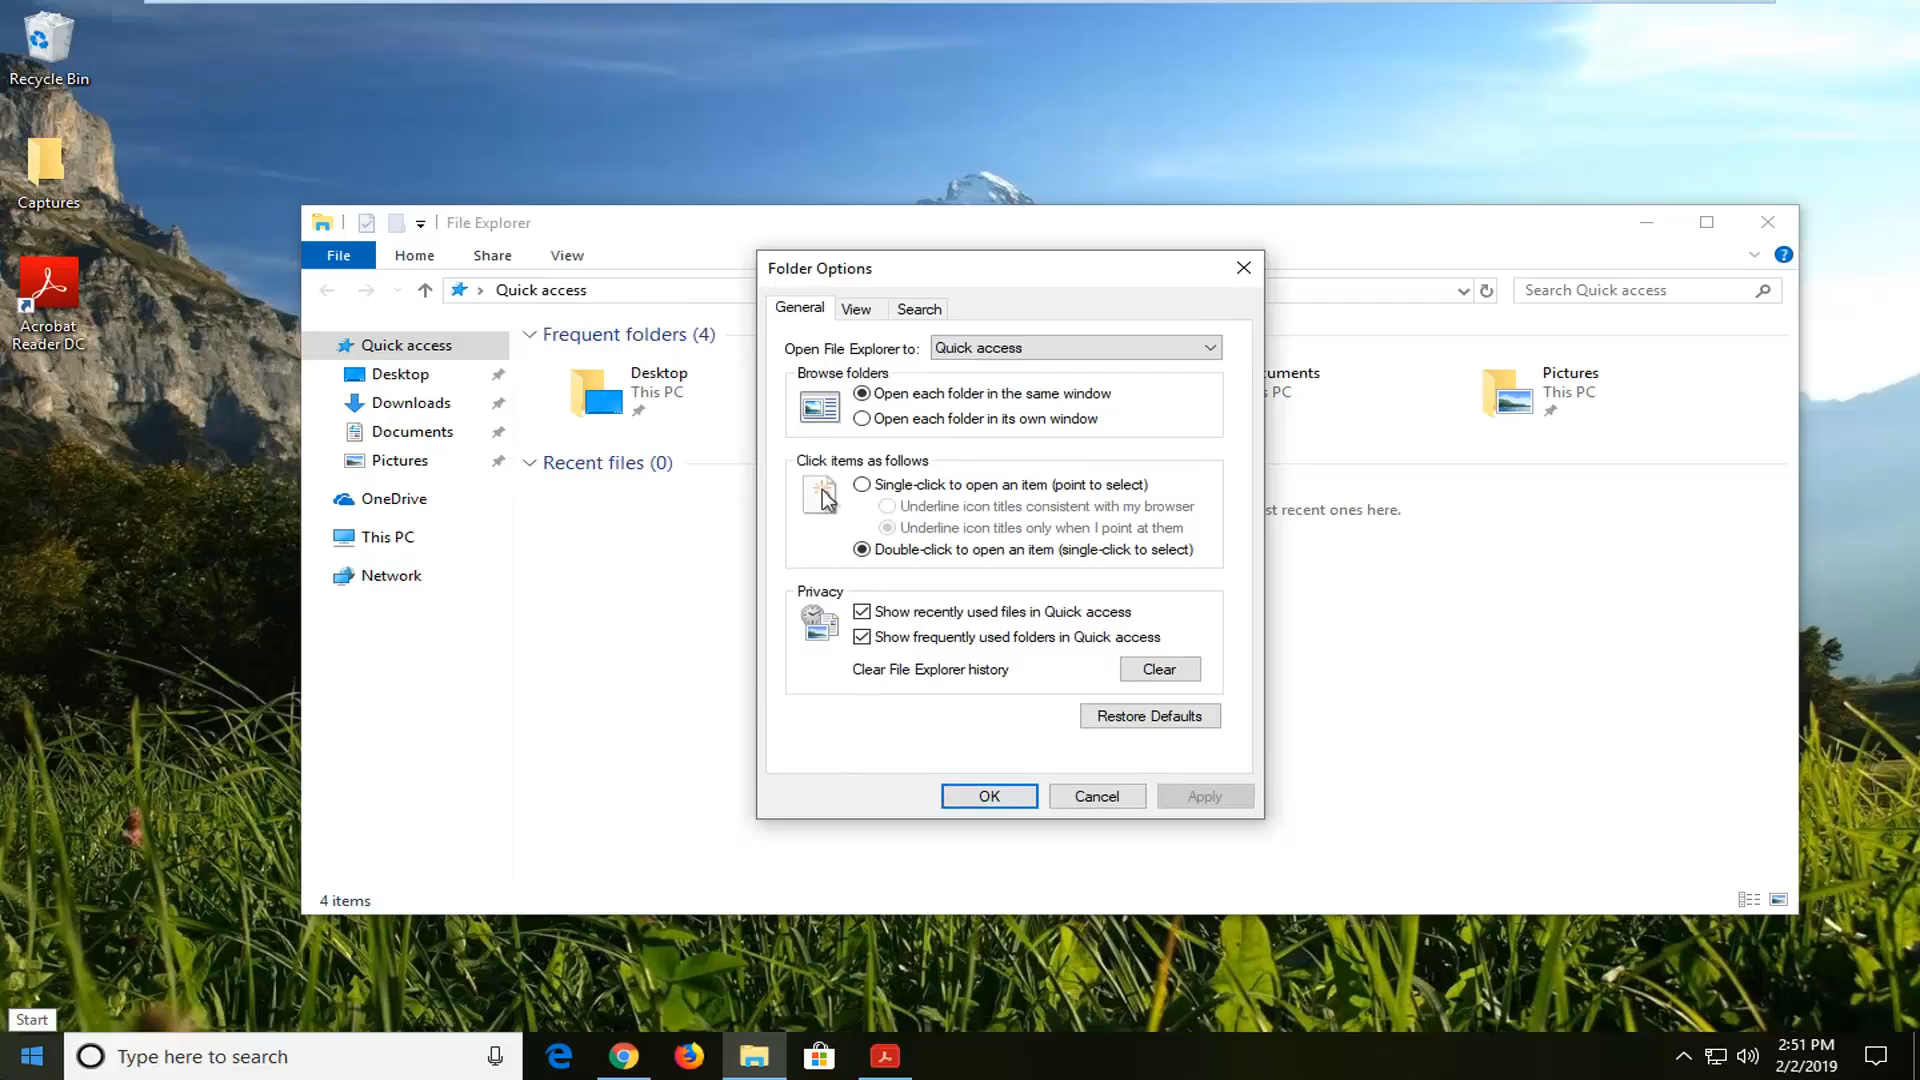 Recycle Bin
Captures
Acrobat
Reader DC
File Explorer
File
Home
Share
View
?
Quick access
Search Quick access
Quick access
Desktop
Downloads
Documents
Pictures
OneDrive
This PC
Network
Frequent folders (4)
Desktop
This PC
cuments
s PC
Pictures
This PC
Recent files (0)
st recent ones here.
4 items
Folder Options
General
View
Search
Open File Explorer to:
Quick access
Browse folders
Open each folder in the same window
Open each folder in its own window
Click items as follows
Single-click to open an item (point to select)
Underline icon titles consistent with my browser
Underline icon titles only when I point at them
Double-click to open an item (single-click to select)
Privacy
Show recently used files in Quick access
Show frequently used folders in Quick access
Clear File Explorer history
Clear
Restore Defaults
OK
Cancel
Apply
Start
Type here to search
2:51 PM
2/2/2019